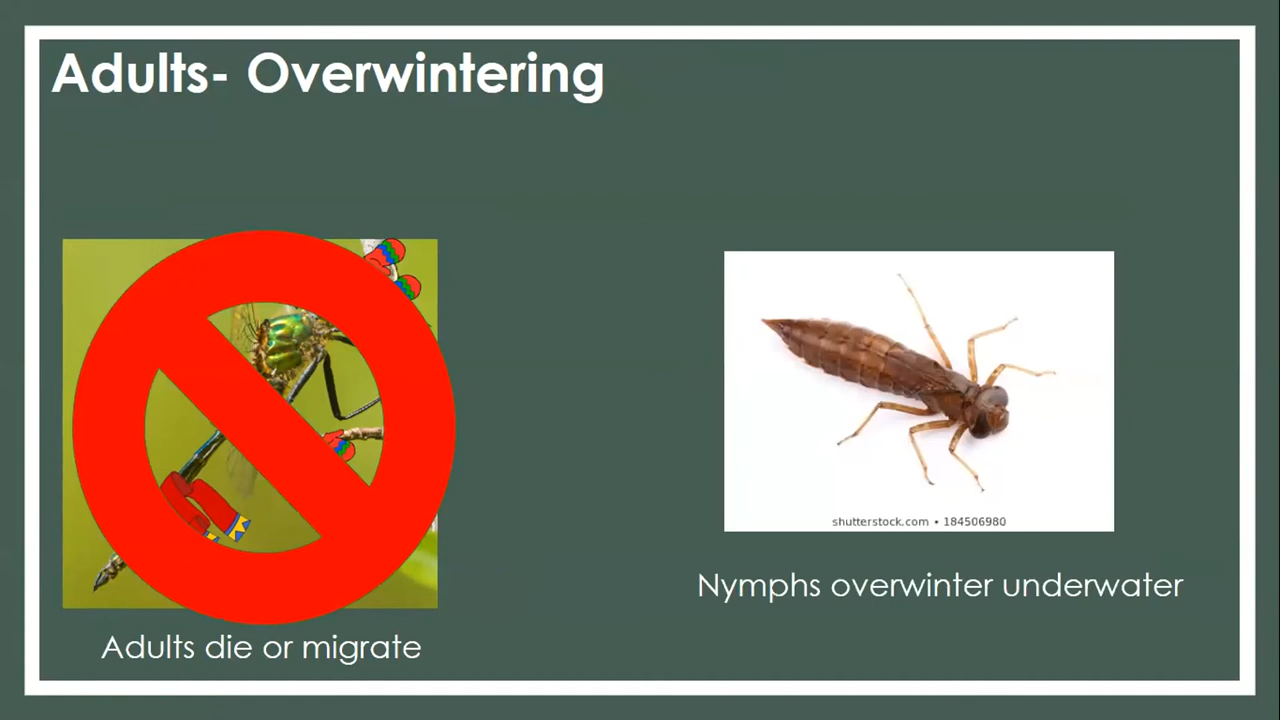 Adults- Overwintering
shutterstock.com • 184506980
Nymphs overwinter underwater
Adults die or migrate